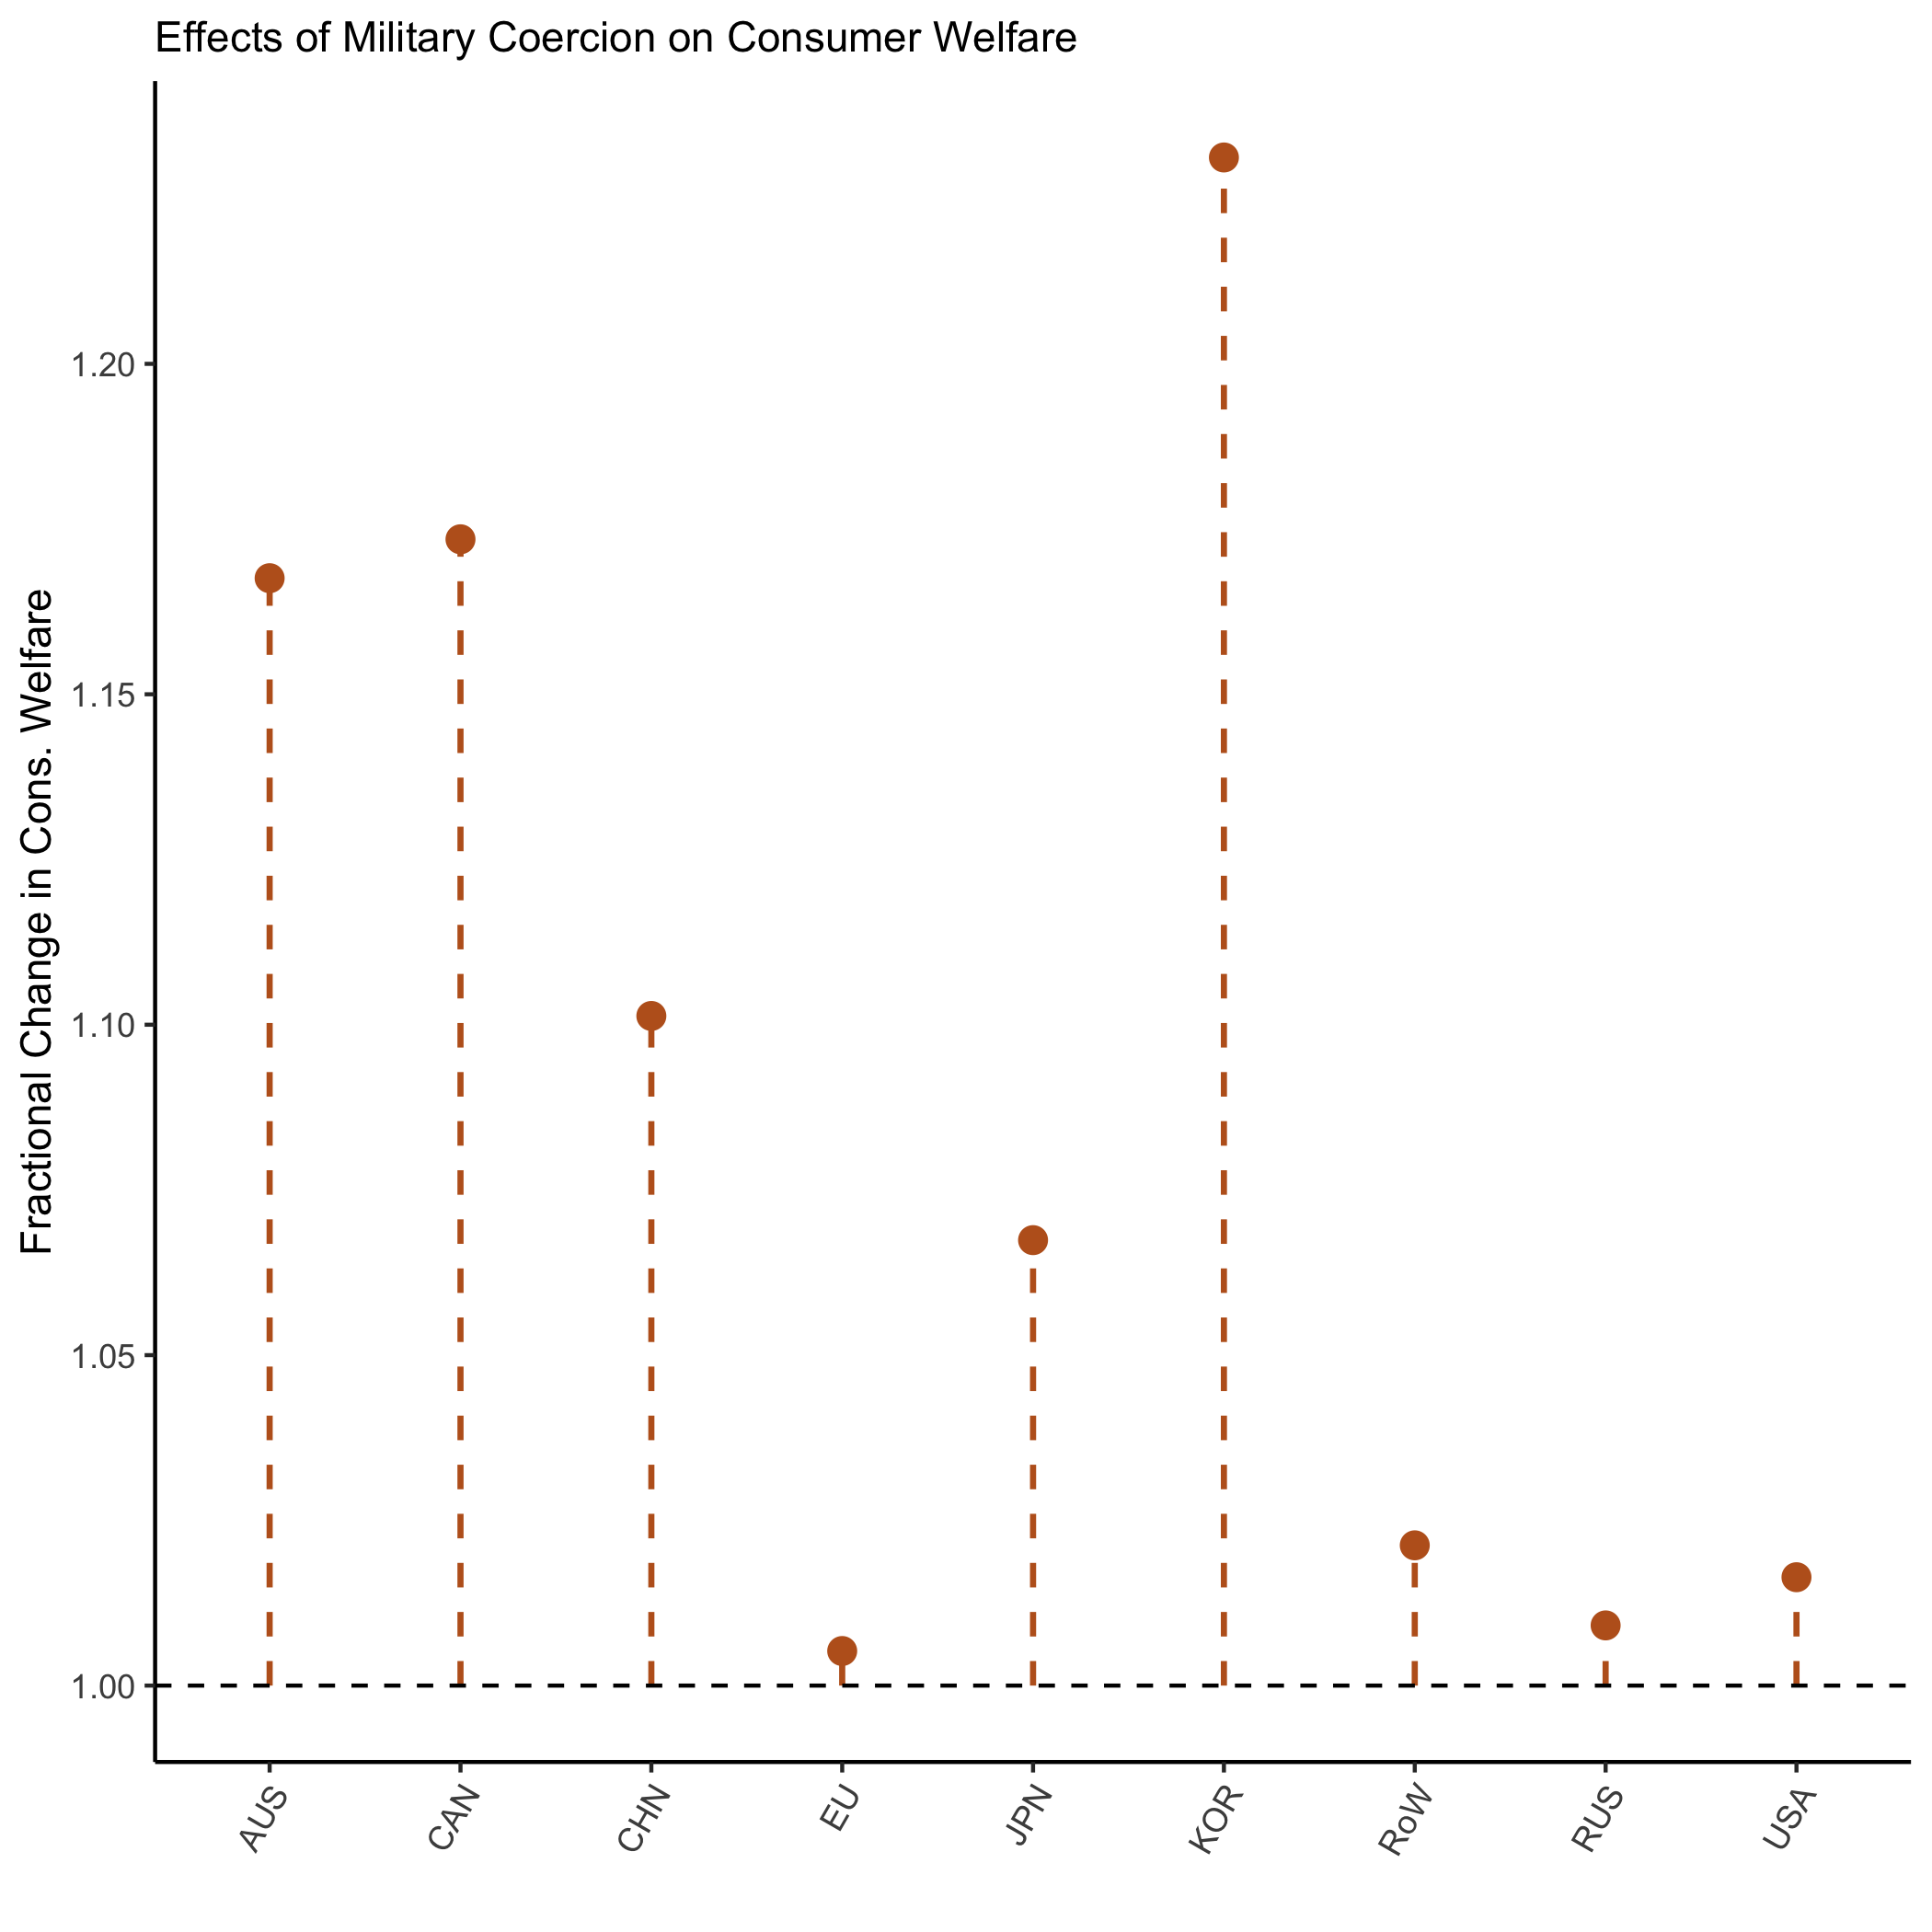 Effects of Military Coercion on Consumer Welfare
Fractional Change in Cons. Welfare
1.20
1.15
1.10
1.05
1.00
AUS
CAN
CHN
EU
JPN
KOR
RoW
RUS
USA